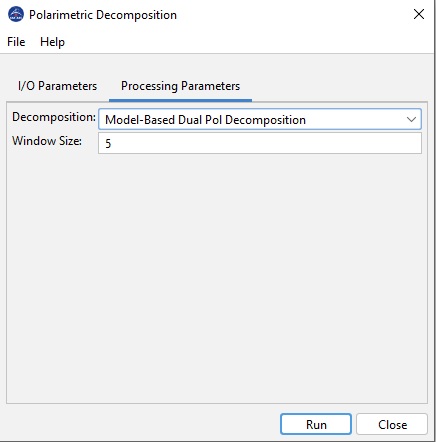 Polarimetric Decomposition
File Help
I/O Parameters Processing Parameters
Decomposition: Model-Based Dual Pol Decomposition
Window Size: 5
Run Close